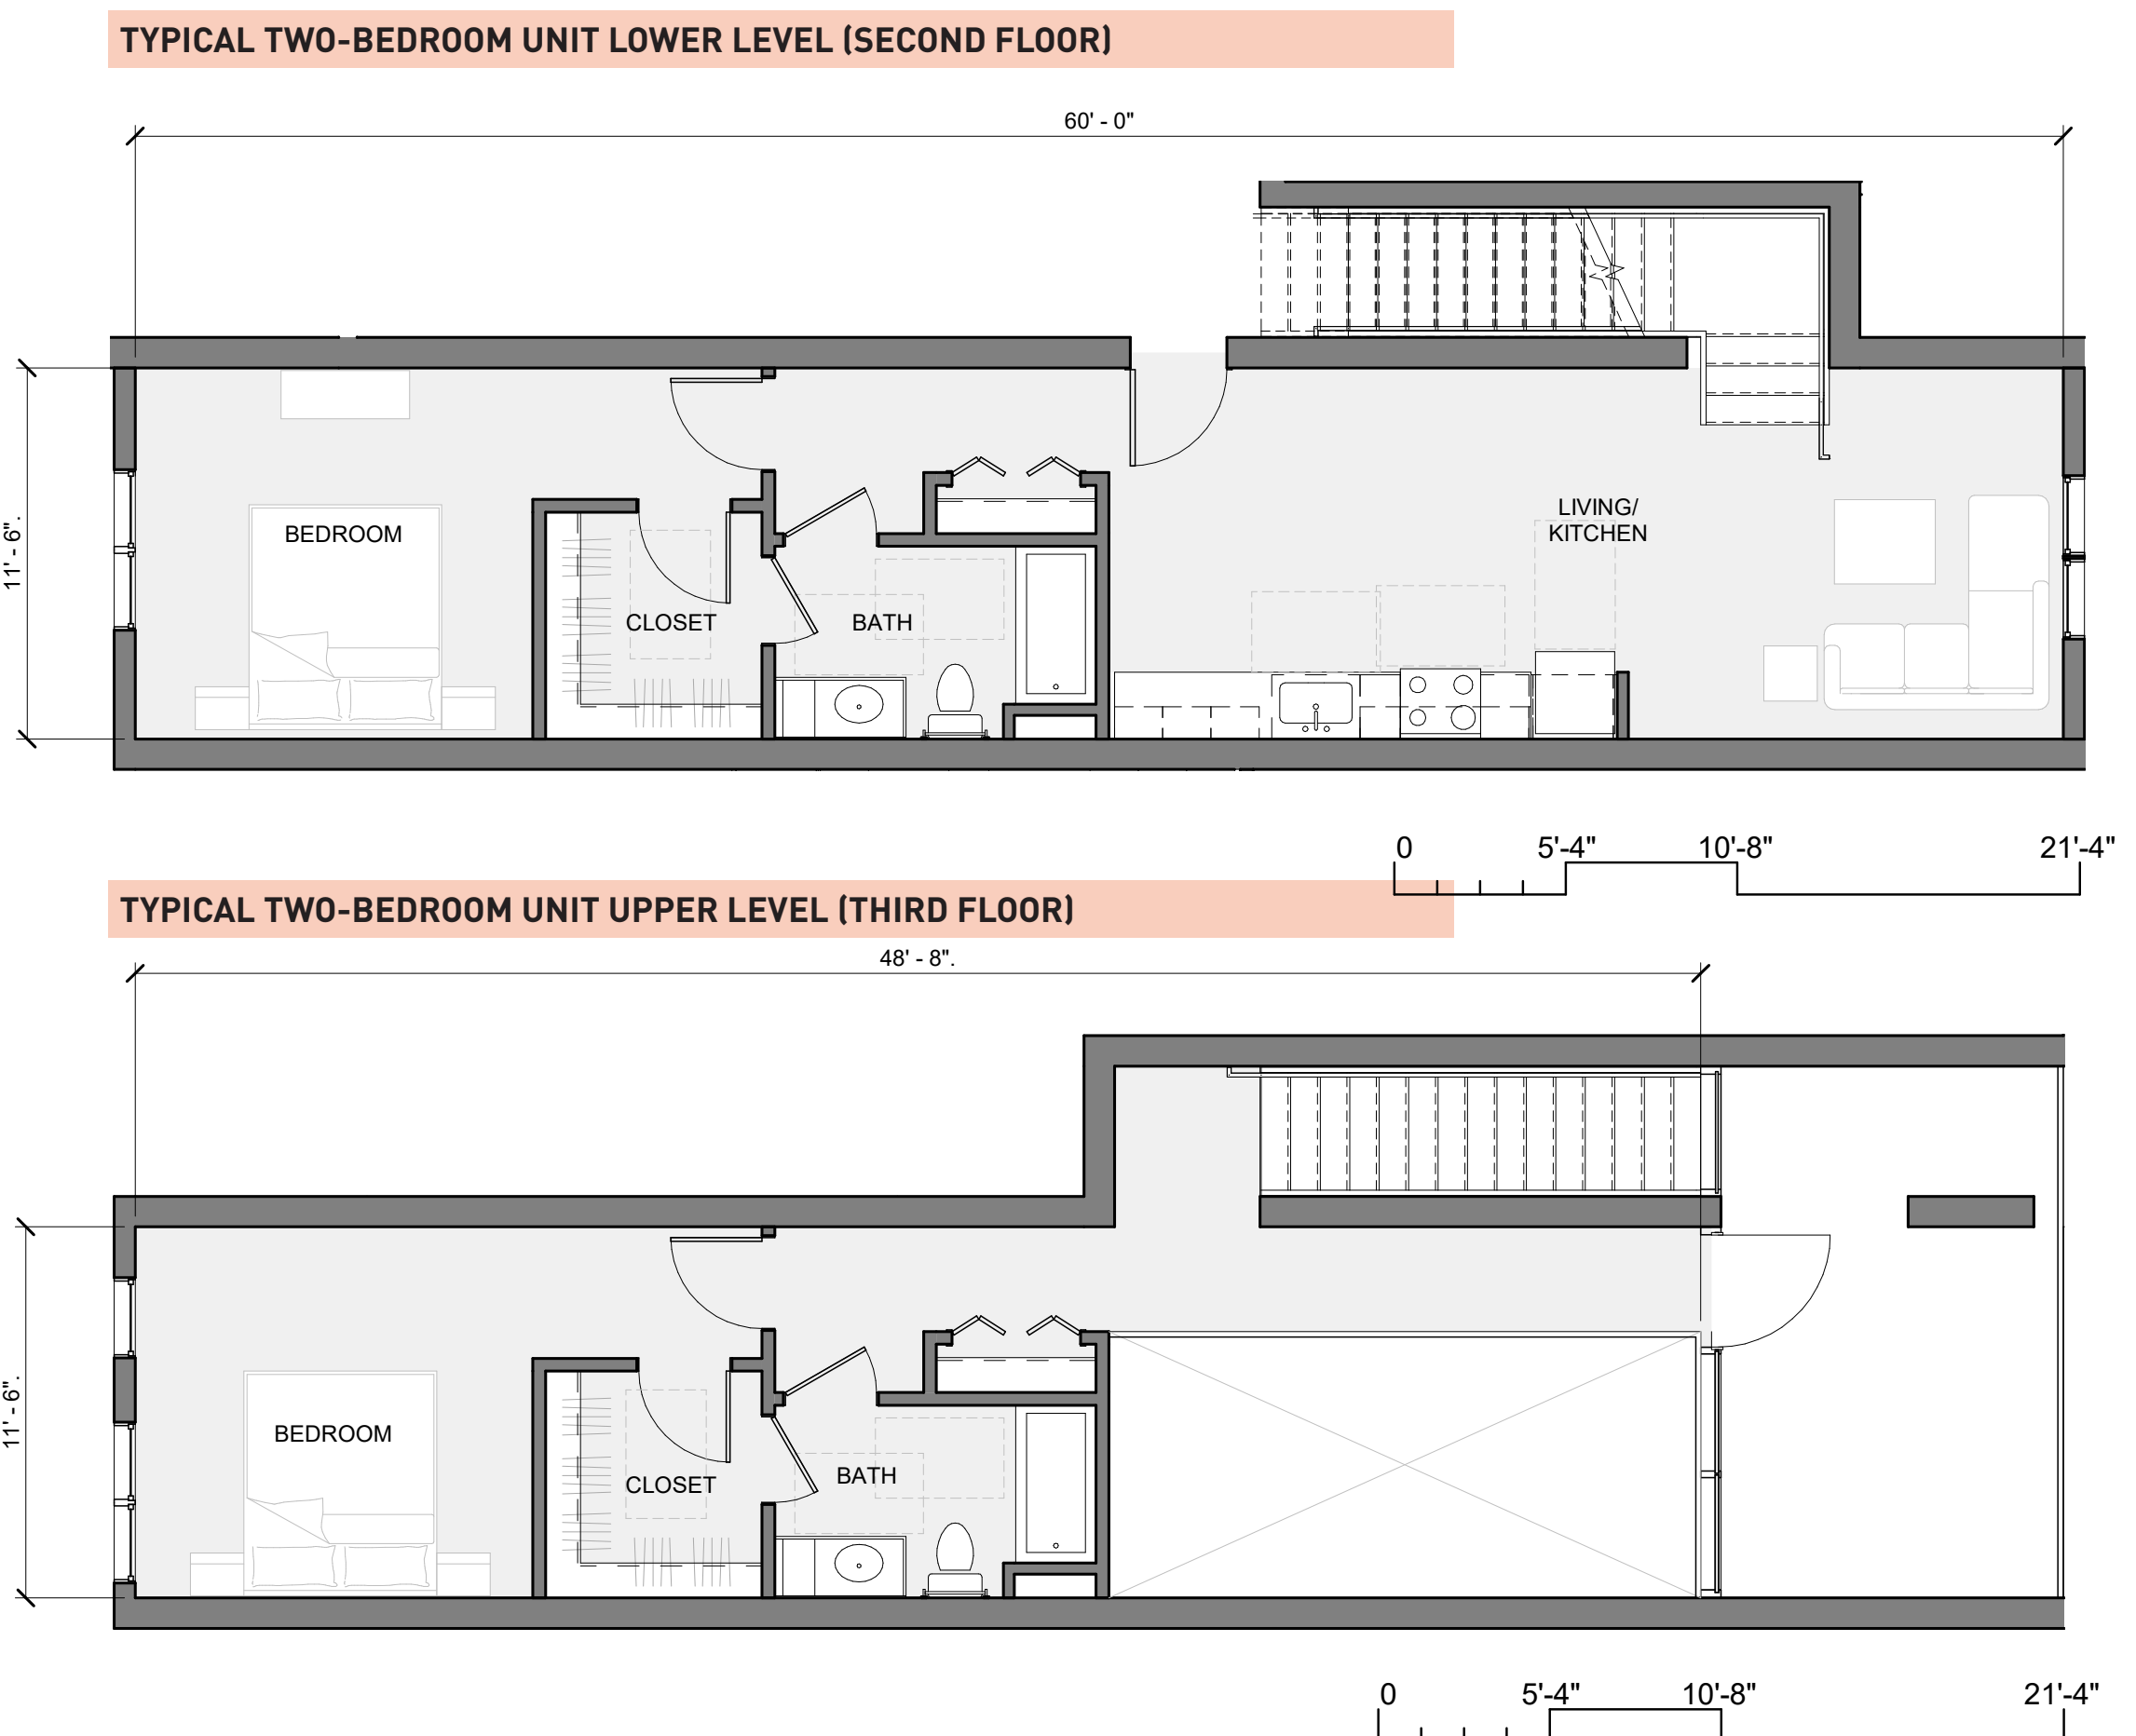 TYPICAL TWO-BEDROOM UNIT LOWER LEVEL (SECOND FLOOR)
60' - 0"
11' - 6".
BEDROOM
CLOSET
BATH
LIVING/
KITCHEN
0 5'-4" 10'-8" 21'-4"
TYPICAL TWO-BEDROOM UNIT UPPER LEVEL (THIRD FLOOR)
48' - 8".
11' - 6".
BEDROOM
CLOSET
BATH
0 5'-4" 10'-8" 21'-4"